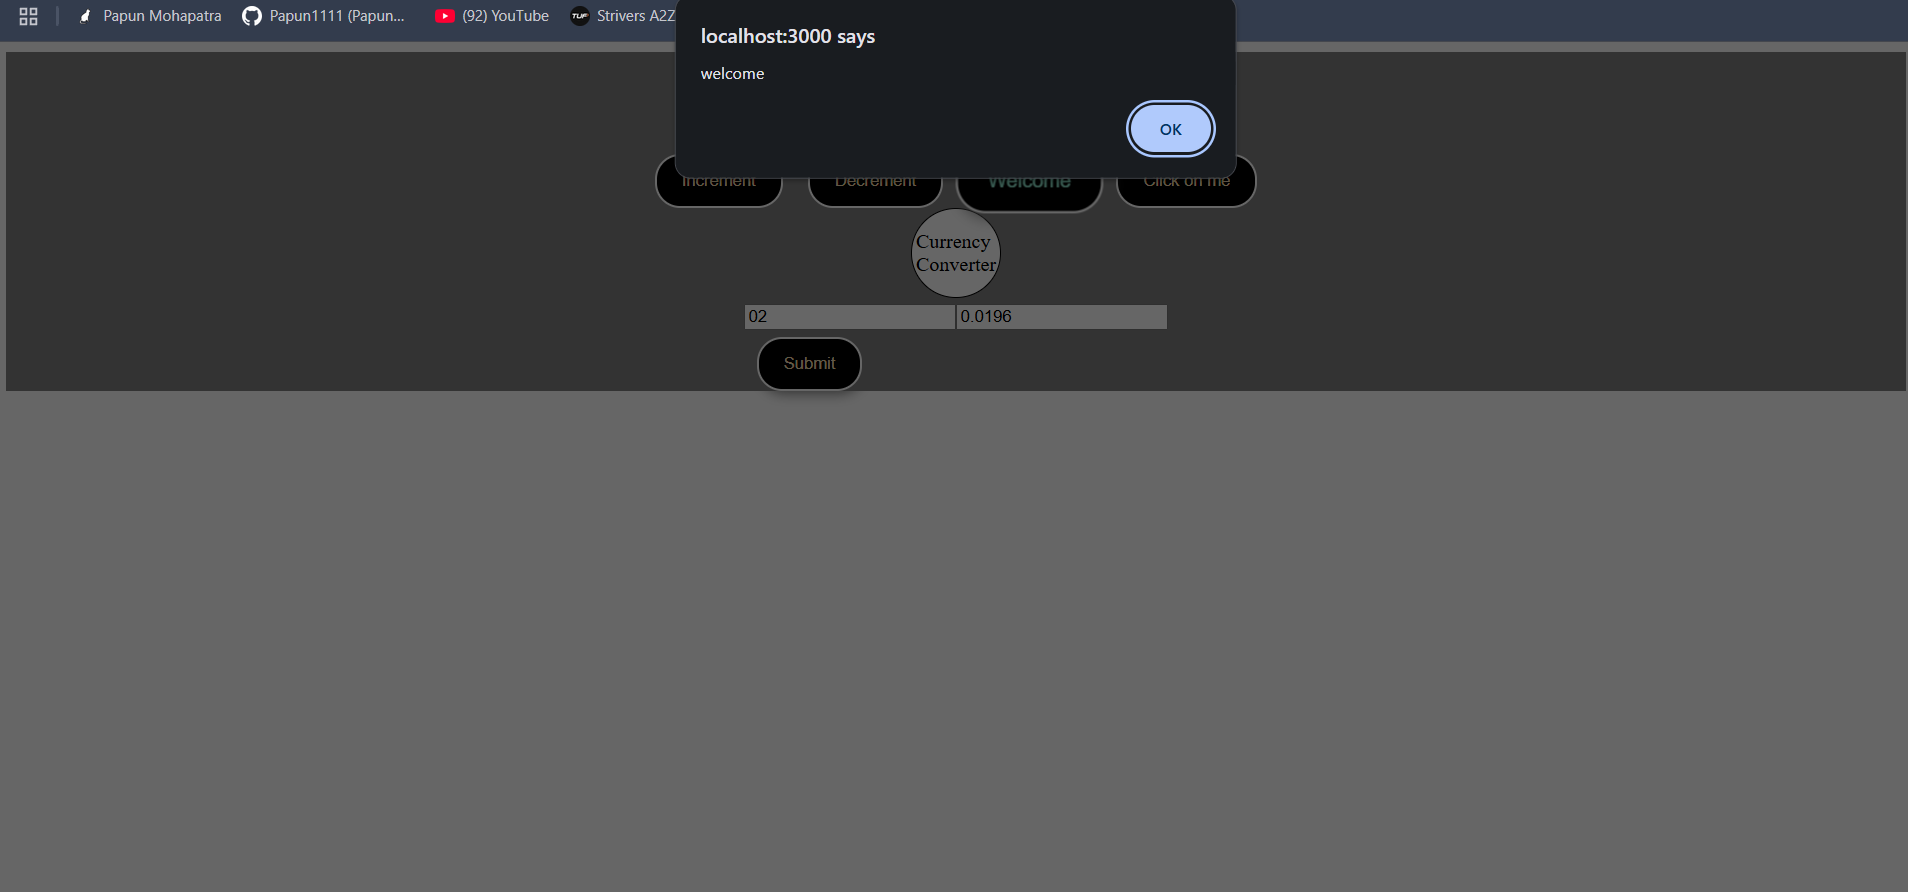 Papun Mohapatra Papun1111 (Papun... (92) YouTube TUF Strivers A2Z
localhost:3000 says
welcome
OK
Increment Decrement Welcome Click on me
Currency
Converter
02 0.0196
Submit